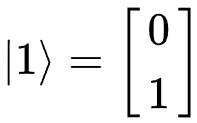 |1⟩ = [0
1]